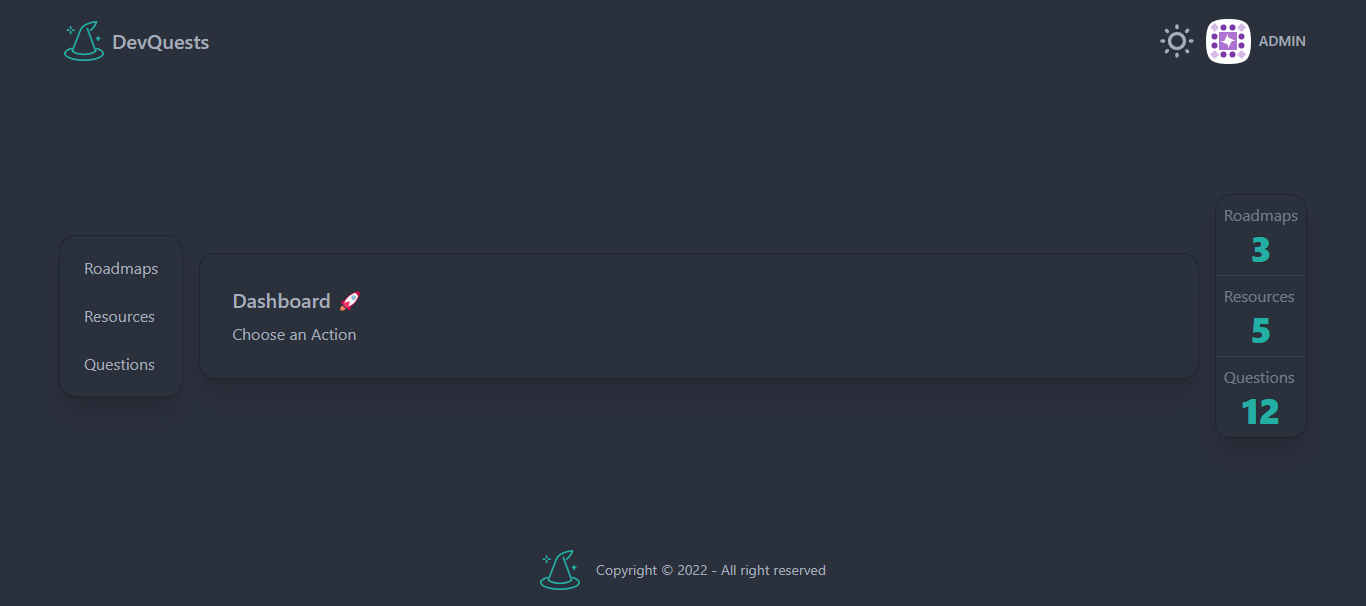 DevQuests
ADMIN
Roadmaps
Resources
Questions
Dashboard 🚀
Choose an Action
Roadmaps
3
Resources
5
Questions
12
Copyright © 2022 - All right reserved